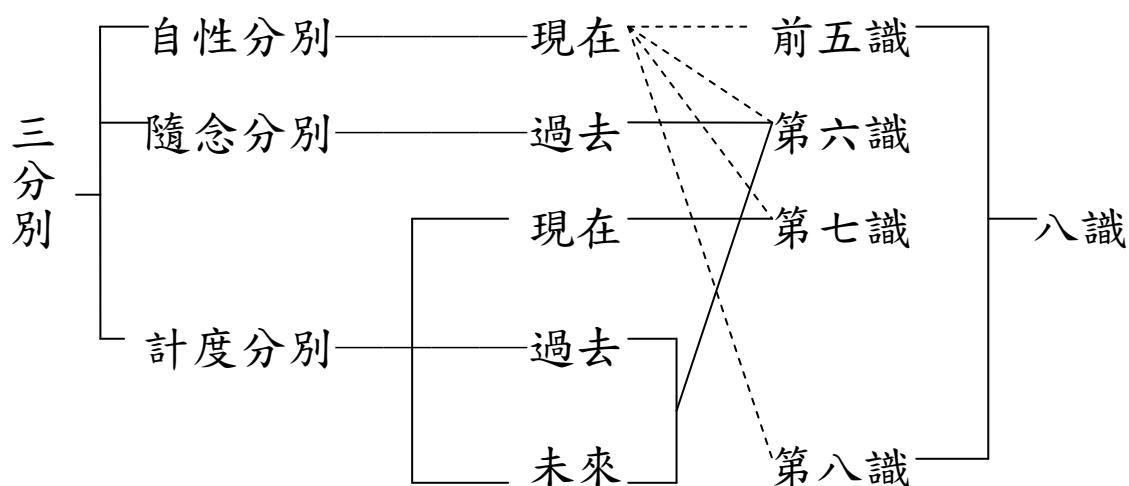 三分別
自性分別 現在 前五識
隨念分別 過去 第六識
現在 第七識
八識
計度分別 過去
未來 第八識